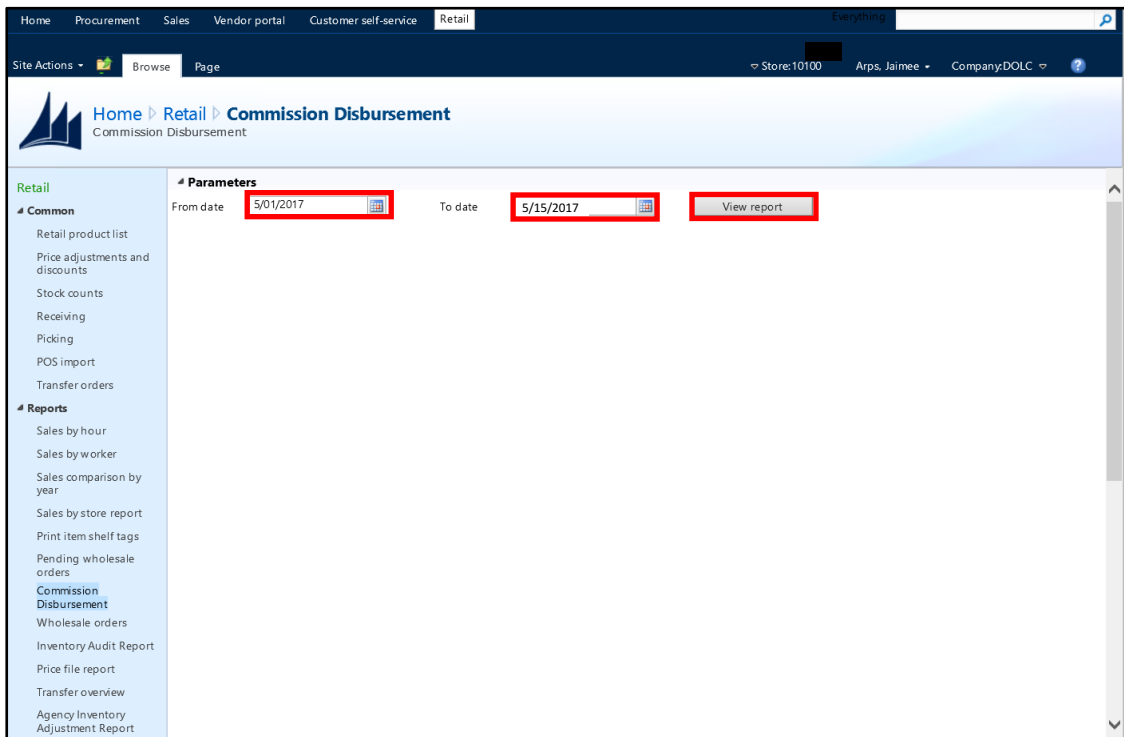 Home Procurement Sales Vendor portal Customer self-service Retail Everything
Site Actions Browse Page Store:10100 Arps, Jaimee Company:DOLC
Home Retail Commission Disbursement
Commission Disbursement
Retail
Common
Retail product list
Price adjustments and
discounts
Stock counts
Receiving
Picking
POS import
Transfer orders
Reports
Sales by hour
Sales by worker
Sales comparison by
year
Sales by store report
Print item shelf tags
Pending wholesale
orders
Commission
Disbursement
Wholesale orders
Inventory Audit Report
Price file report
Transfer overview
Agency Inventory
Adjustment Report
Parameters
From date 5/01/2017 To date 5/15/2017 View report